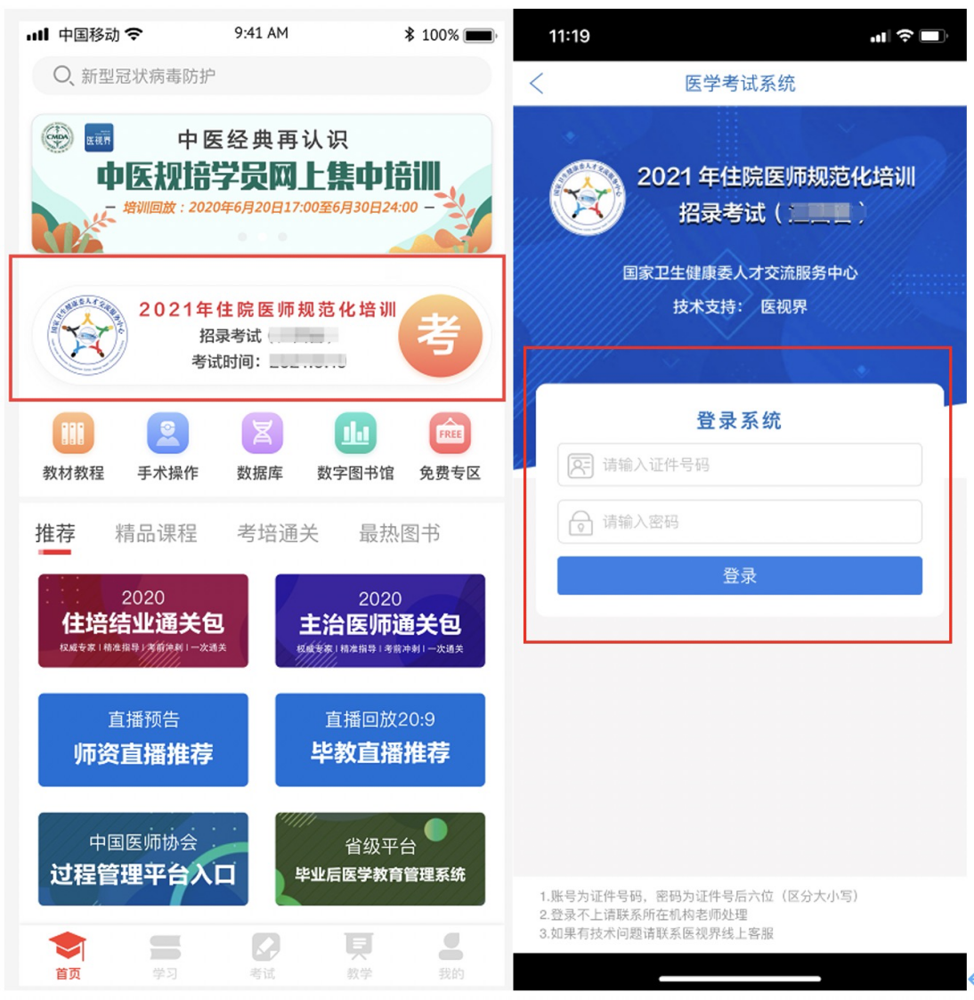 中国移动
9:41 AM
100%
新型冠状病毒防护
CMDA
医视界
中医经典再认识
中医规培学员网上集中培训
培训回放：2020年6月20日17:00至6月30日24:00
2021年住院医师规范化培训
招录考试
考试时间：
考
教材教程
手术操作
数据库
数字图书馆
FREE
免费专区
推荐
精品课程
考培通关
最热图书
2020
住培结业通关包
权威专家 | 精准指导 | 考前冲刺 | 一次通关
2020
主治医师通关包
权威专家 | 精准指导 | 考前冲刺 | 一次通关
直播预告
师资直播推荐
直播回放20:9
毕教直播推荐
中国医师协会
过程管理平台入口
省级平台
毕业后医学教育管理系统
首页
学习
考试
教学
我的
11:19
医学考试系统
国家卫生健康委人才交流服务中心
2021 年住院医师规范化培训
招录考试（
）
国家卫生健康委人才交流服务中心
技术支持： 医视界
登录系统
请输入证件号码
请输入密码
登录
1.账号为证件号码，密码为证件号后六位（区分大小写）
2.登录不上请联系所在机构老师处理
3.如果有技术问题请联系医视界线上客服